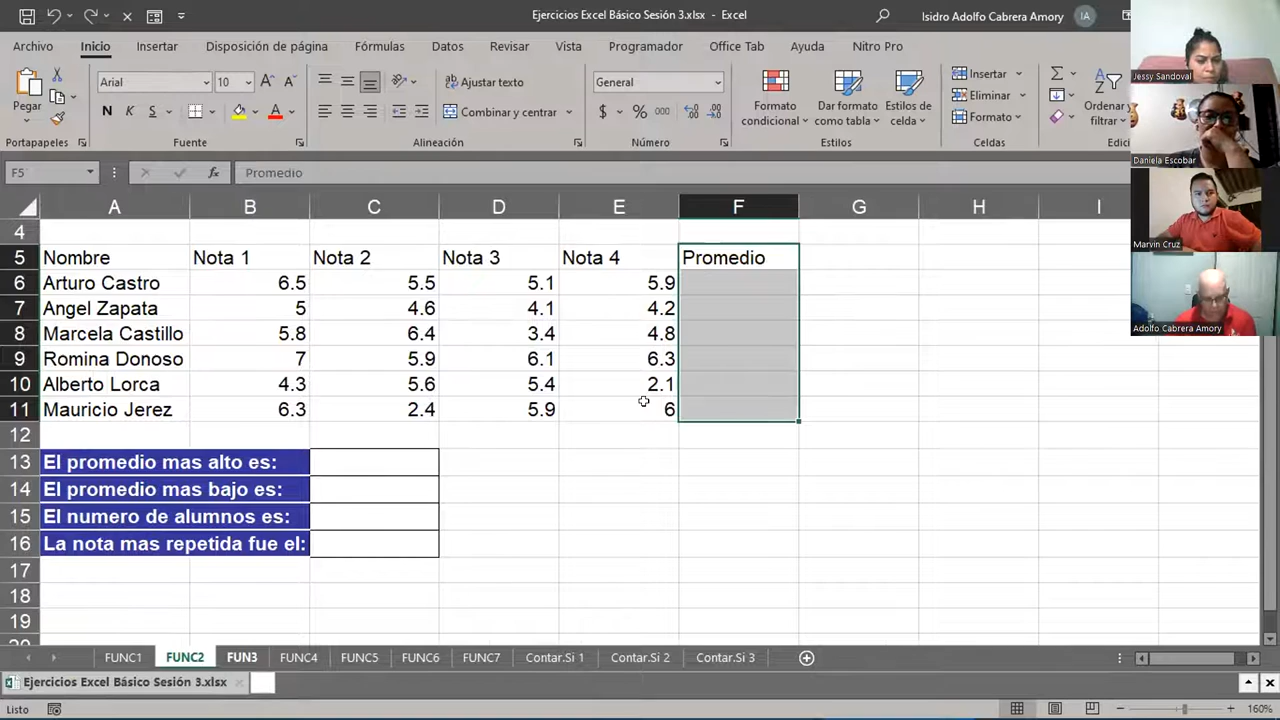 Ejercicios Excel Básico Sesión 3.xlsx - Excel
Isidro Adolfo Cabrera Amory IA
Archivo Inicio Insertar Disposición de página Fórmulas Datos Revisar Vista Programador Office Tab Ayuda Nitro Pro
Pegar
Portapapeles
Arial 10
N K S
Fuente
Ajustar texto
Combinar y centrar
Alineación
General
$ % 000
Número
Formato condicional
Dar formato como tabla
Estilos de celda
Estilos
Insertar
Eliminar
Formato
Celdas
Ordenar
filtrar
Edici
Jessy Sandoval
Daniela Escobar
Marvin Cruz
Adolfo Cabrera Amory
F5 fx Promedio
A B C D E F G H I
4
5 Nombre Nota 1 Nota 2 Nota 3 Nota 4 Promedio
6 Arturo Castro 6.5 5.5 5.1 5.9
7 Angel Zapata 5 4.6 4.1 4.2
8 Marcela Castillo 5.8 6.4 3.4 4.8
9 Romina Donoso 7 5.9 6.1 6.3
10 Alberto Lorca 4.3 5.6 5.4 2.1
11 Mauricio Jerez 6.3 2.4 5.9 6
12
13 El promedio mas alto es:
14 El promedio mas bajo es:
15 El numero de alumnos es:
16 La nota mas repetida fue el:
17
18
19
20
FUNC1 FUNC2 FUN3 FUNC4 FUNC5 FUNC6 FUNC7 Contar.Si 1 Contar.Si 2 Contar.Si 3
Ejercicios Excel Básico Sesión 3.xlsx
Listo 160%